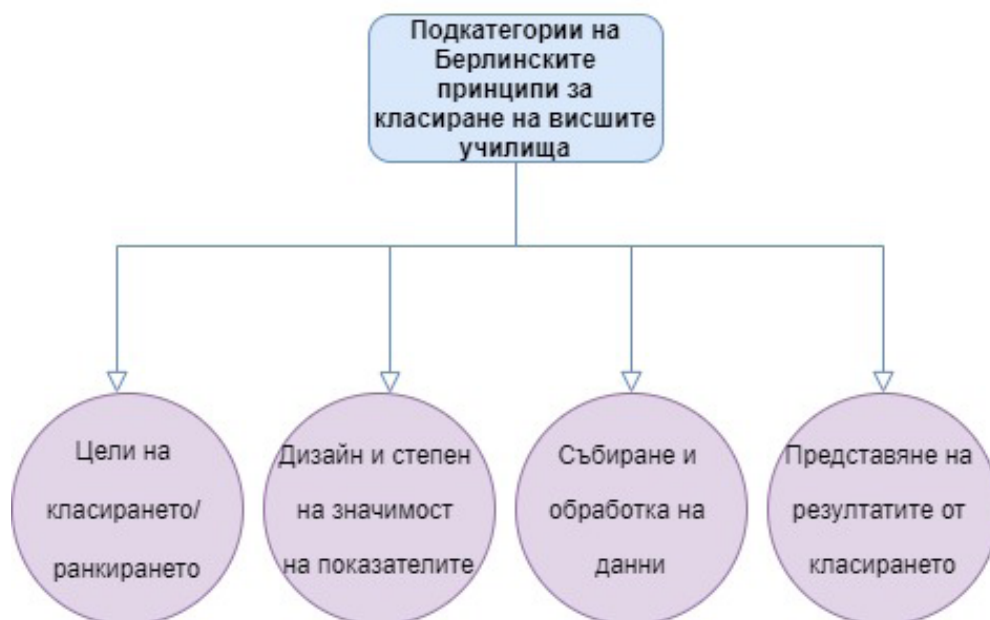 Подкатегории на
Берлинските
принципи за
класиране на висшите
училища
Цели на
класирането/
ранкирането
Дизайн и степен
на значимост
на показателите
Събиране и
обработка на
данни
Представяне на
резултатите от
класирането